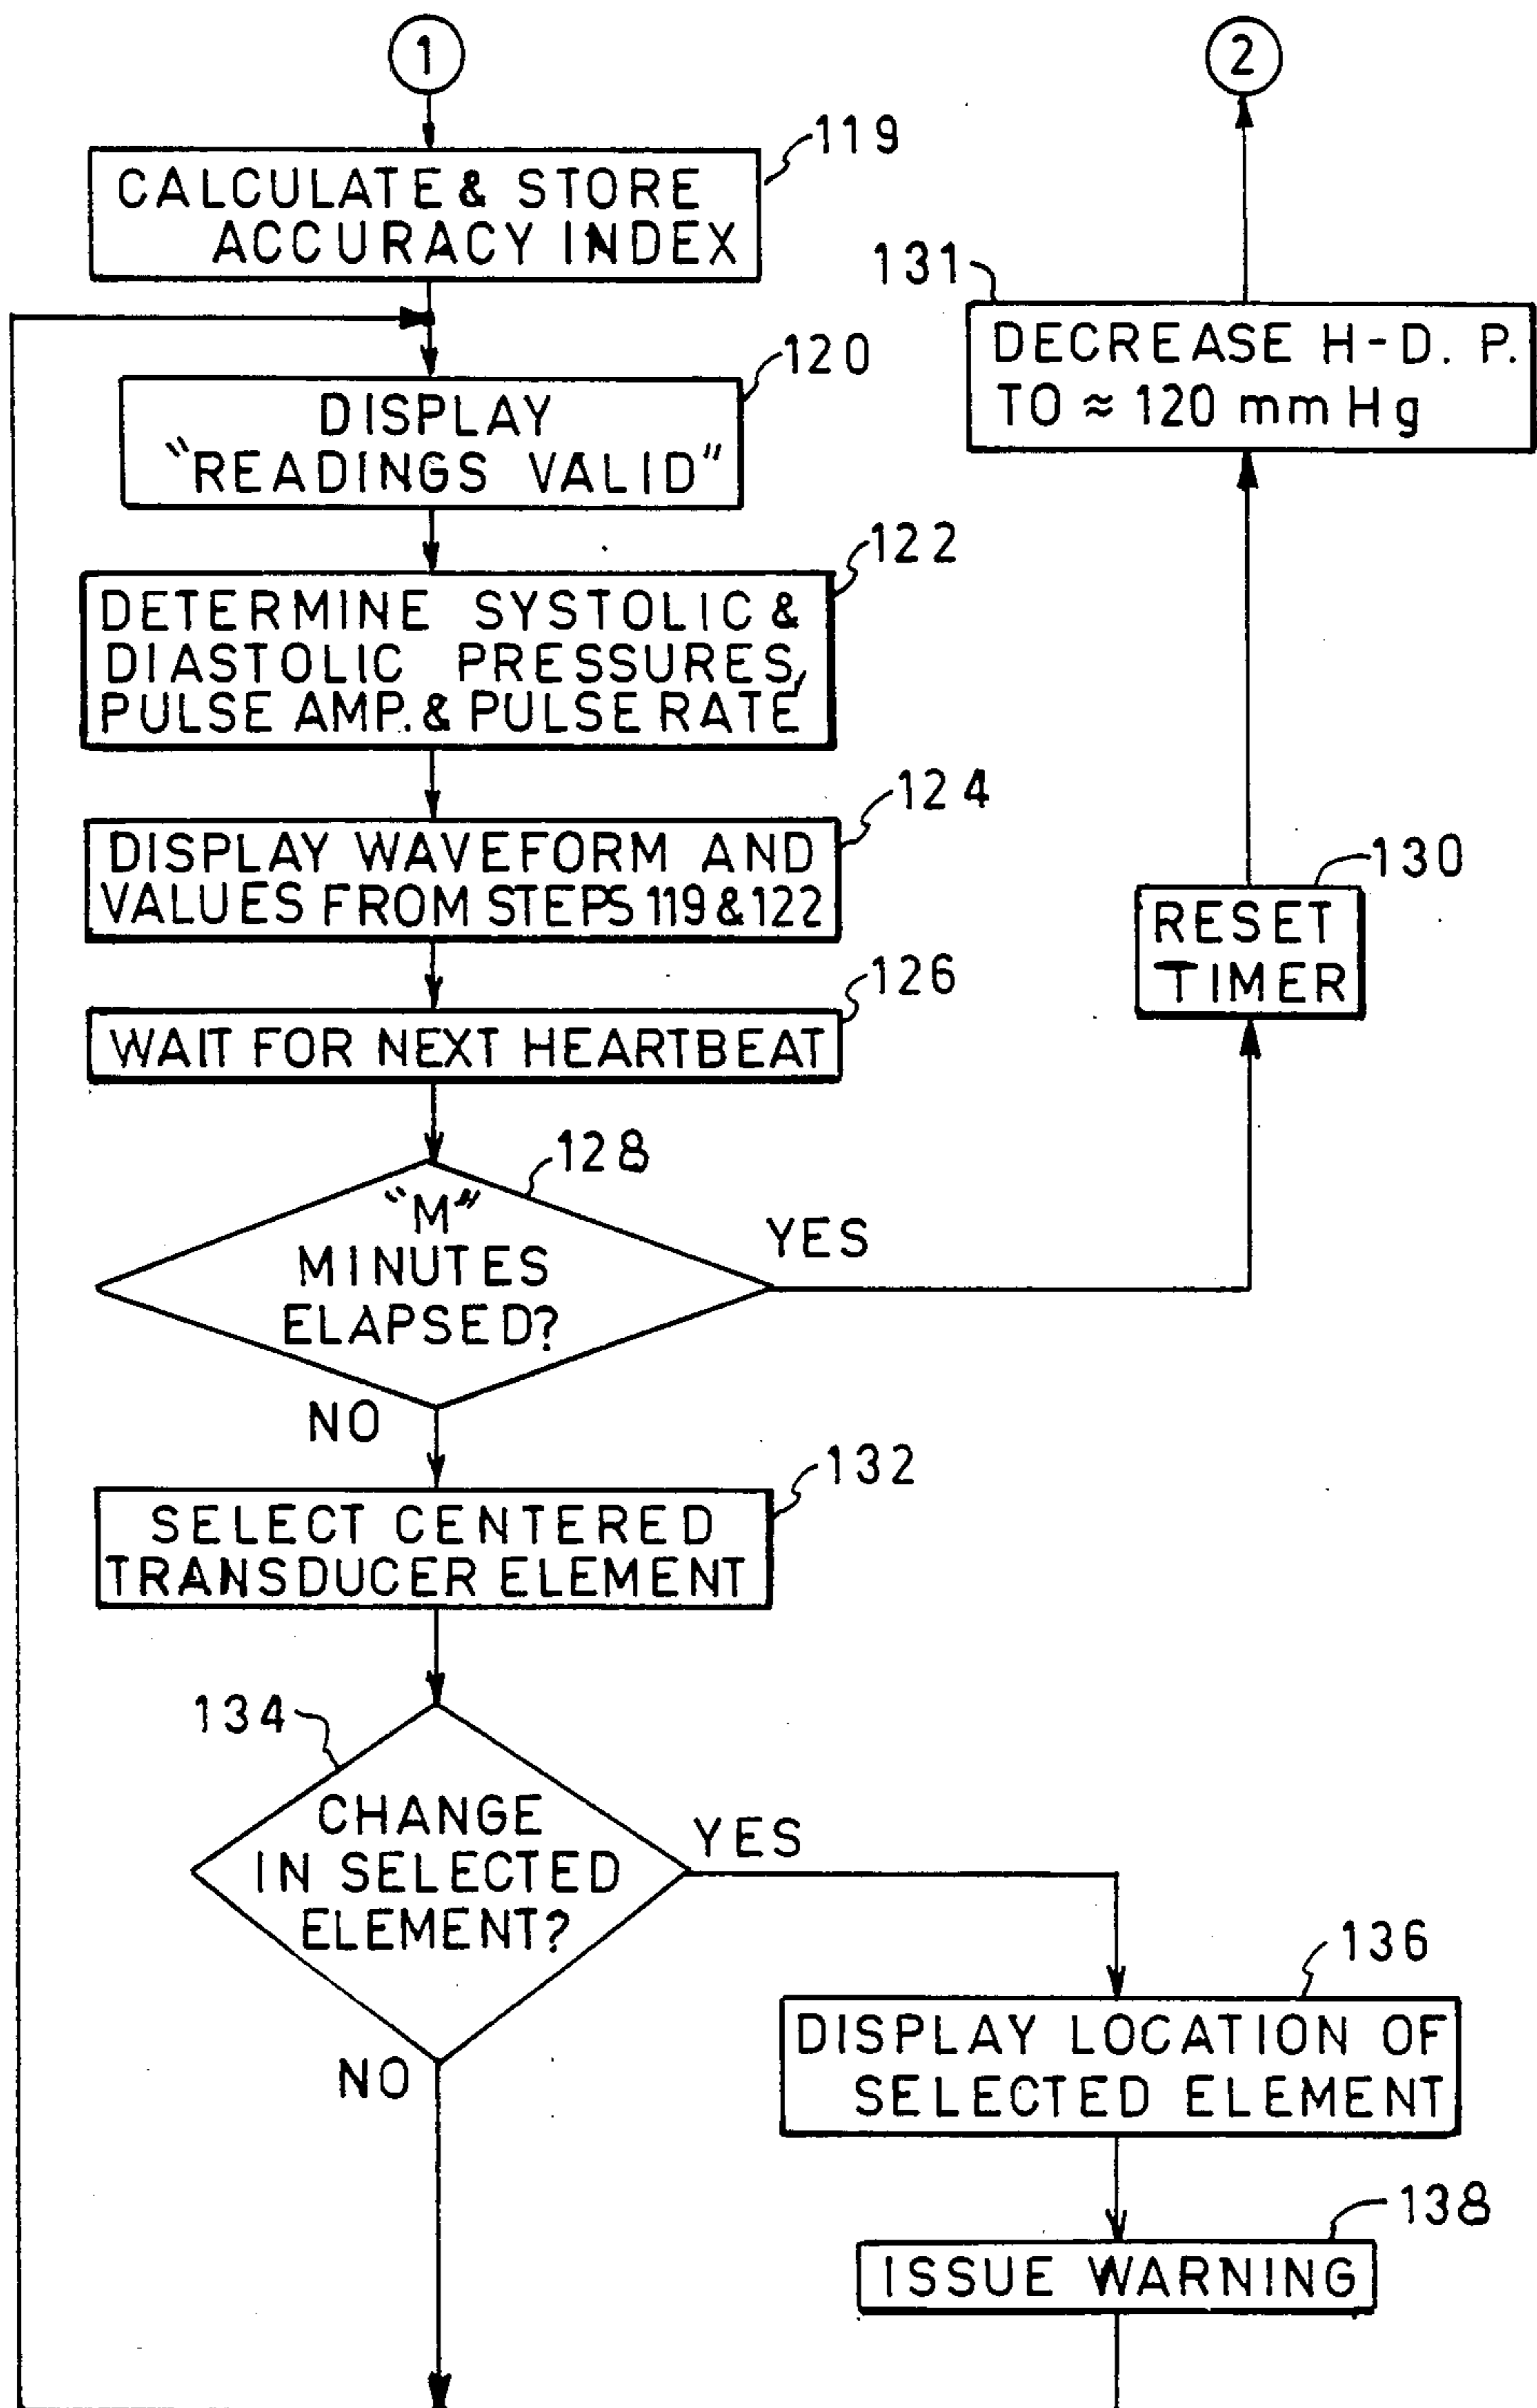 1
119
CALCULATE & STORE
ACCURACY INDEX
120
DISPLAY
"READINGS VALID"
122
DETERMINE SYSTOLIC &
DIASTOLIC PRESSURES,
PULSE AMP. & PULSE RATE
124
DISPLAY WAVEFORM AND
VALUES FROM STEPS 119 & 122
126
WAIT FOR NEXT HEARTBEAT
128
"M"
MINUTES
ELAPSED?
YES
NO
2
131
DECREASE H-D. P.
TO ≈ 120 mm Hg
130
RESET
TIMER
132
SELECT CENTERED
TRANSDUCER ELEMENT
134
CHANGE
IN SELECTED
ELEMENT?
YES
NO
136
DISPLAY LOCATION OF
SELECTED ELEMENT
138
ISSUE WARNING